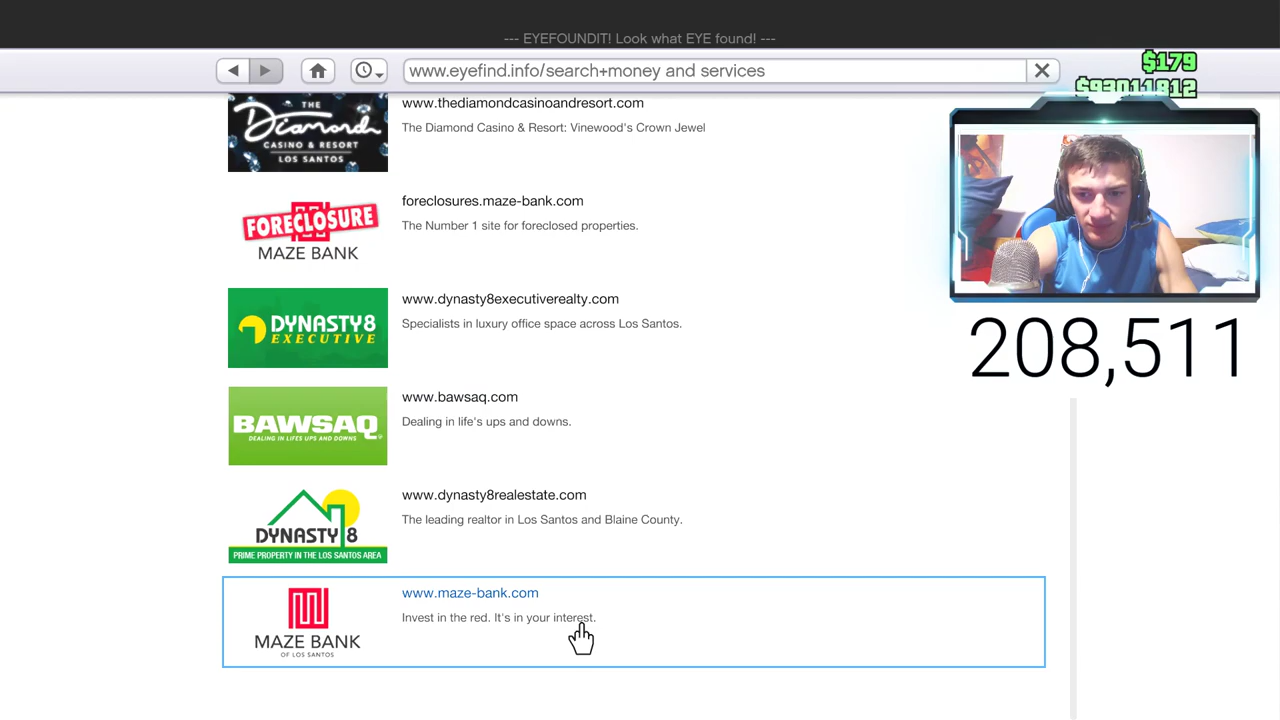 --- EYEFOUNDIT! Look what EYE found! ---
www.eyefind.info/search+money and services
$179
$93011812
THE
Diamond
CASINO & RESORT
LOS SANTOS
www.thediamondcasinoandresort.com
The Diamond Casino & Resort: Vinewood's Crown Jewel
FORECLOSURE
MAZE BANK
foreclosures.maze-bank.com
The Number 1 site for foreclosed properties.
208,511
DYNASTY8
EXECUTIVE
www.dynasty8executiverealty.com
Specialists in luxury office space across Los Santos.
BAWSAQ
DEALING IN LIFES UPS AND DOWNS
www.bawsaq.com
Dealing in life's ups and downs.
DYNASTY 8
PRIME PROPERTY IN THE LOS SANTOS AREA
www.dynasty8realestate.com
The leading realtor in Los Santos and Blaine County.
MAZE BANK
OF LOS SANTOS
www.maze-bank.com
Invest in the red. It's in your interest.